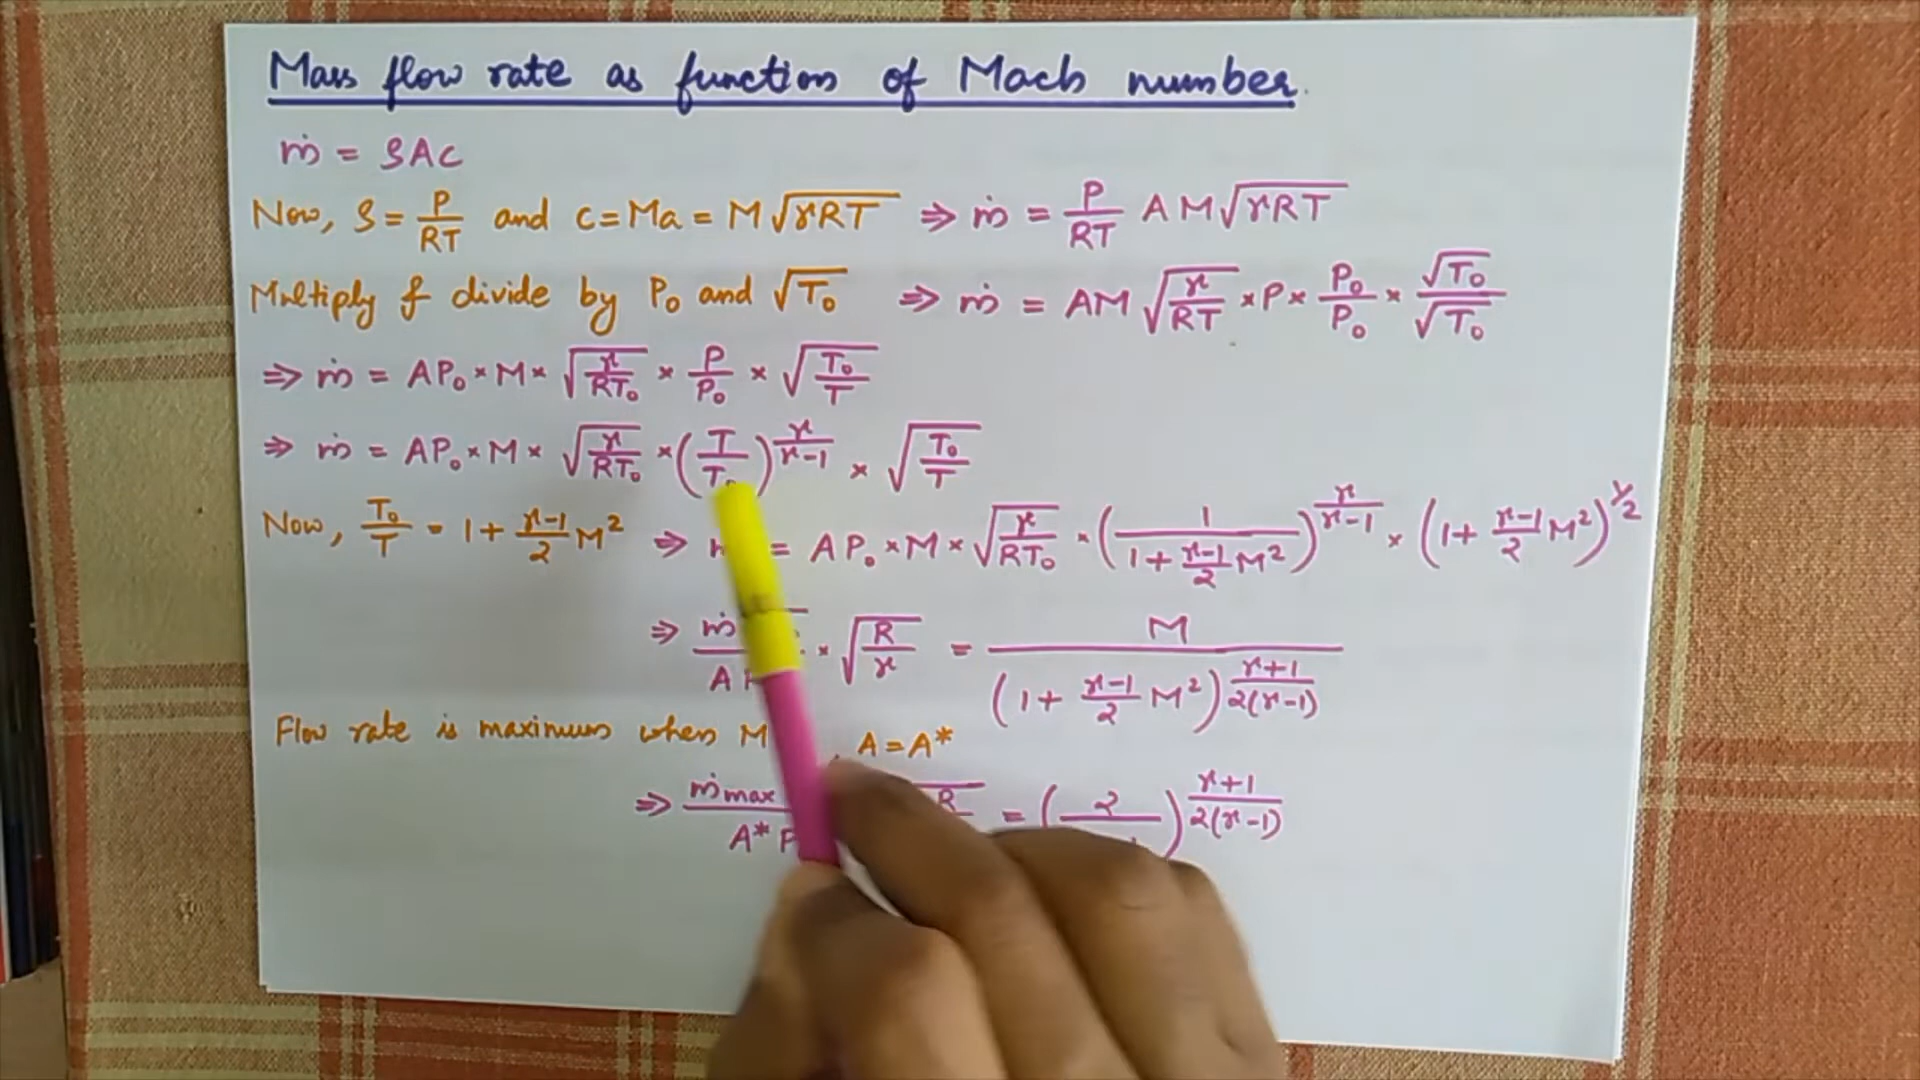 Mass flow rate as function of Mach number.
ṁ = ρAc
Now, ρ = P/RT and c = Ma = M√(γRT) ⇒ ṁ = P/RT A M√(γRT)
Multiply & divide by P₀ and √T₀ ⇒ ṁ = AM √(γ/RT) × P × P₀/P₀ × √T₀/√T₀
⇒ ṁ = AP₀ × M × √(γ/RT₀) × P/P₀ × √(T₀/T)
⇒ ṁ = AP₀ × M × √(γ/RT₀) × (T/T₀)^(γ/(γ-1)) × √(T₀/T)
Now, T₀/T = 1 + (γ-1)/2 M² ⇒ = AP₀ × M × √(γ/RT₀) × (1/(1 + (γ-1)/2 M²))^(γ/(γ-1)) × (1 + (γ-1)/2 M²)^(1/2)
⇒ ṁ / A × √(R/γ) = M / (1 + (γ-1)/2 M²)^((γ+1)/(2(γ-1)))
Flow rate is maximum when M , A = A*
⇒ ṁmax / A* P R = (2/ )^((γ+1)/(2(γ-1)))